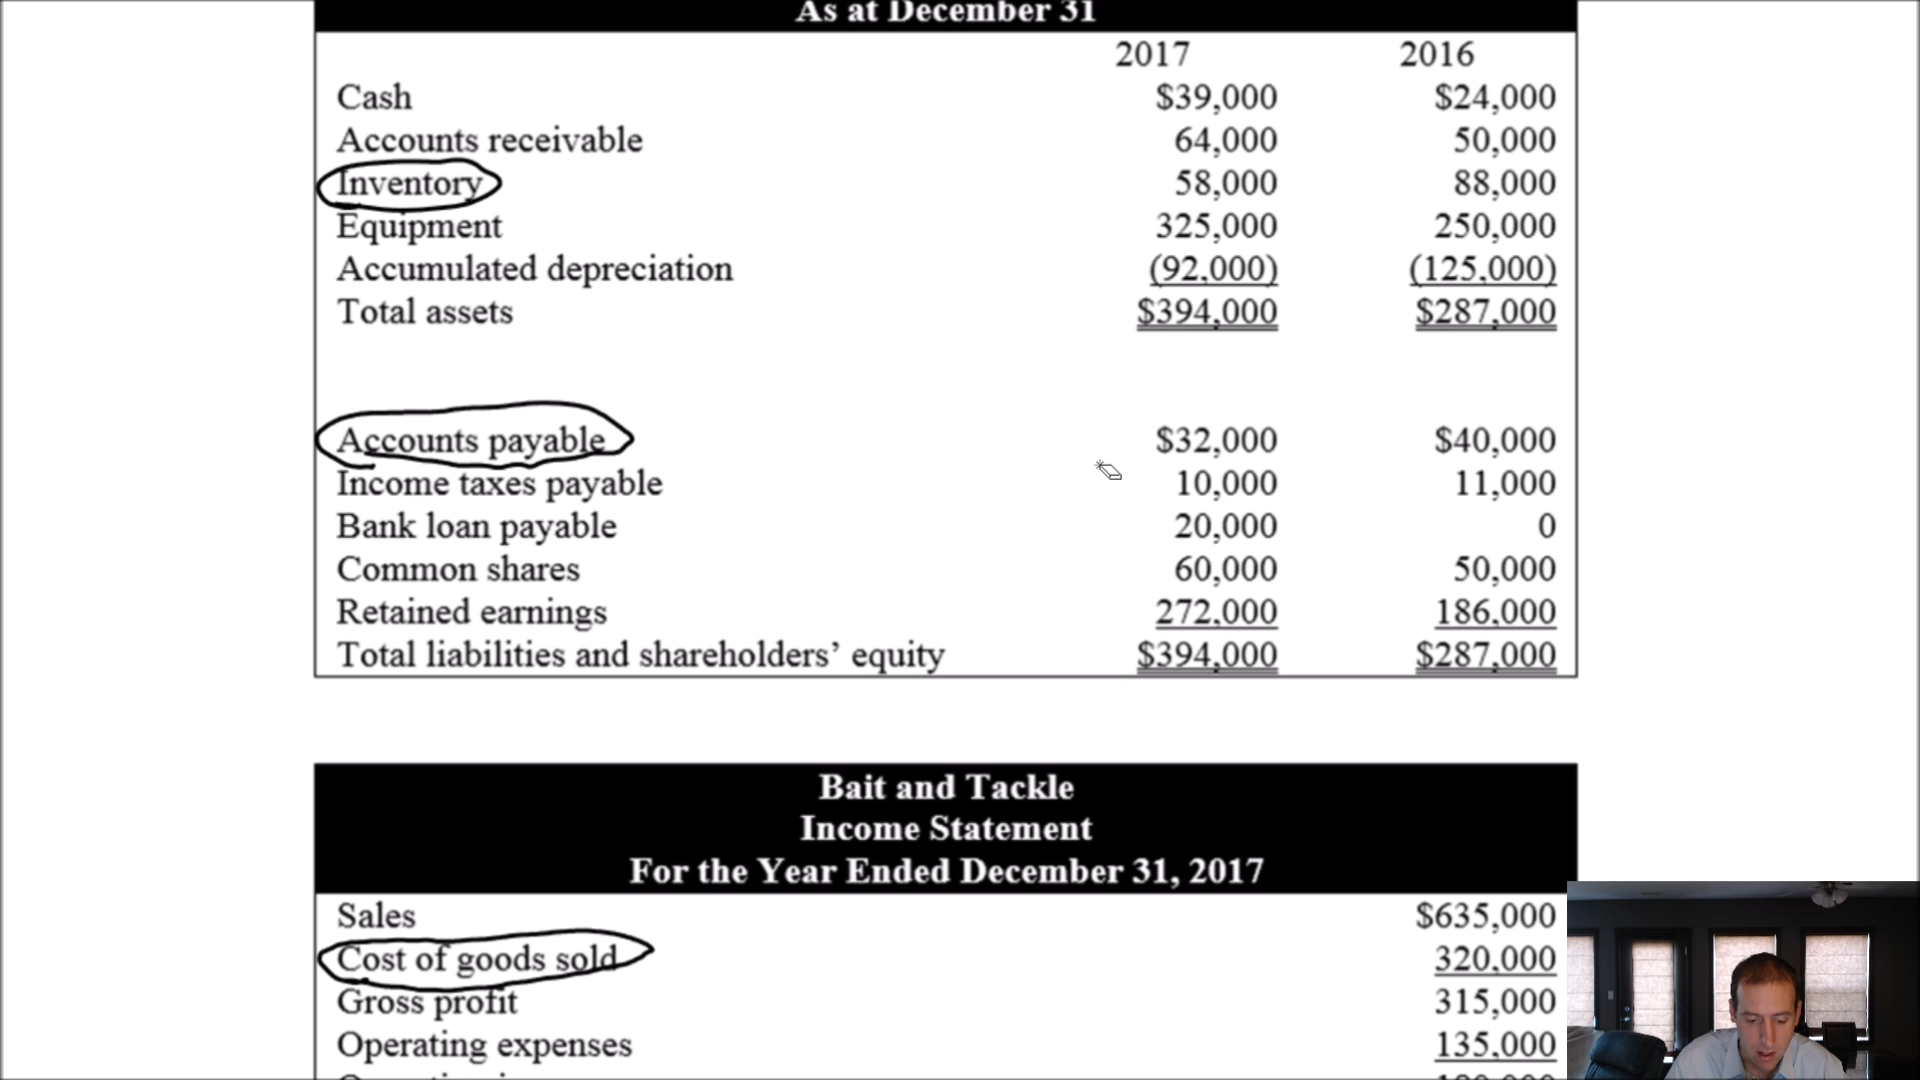 As at December 31
2017 2016
Cash $39,000 $24,000
Accounts receivable 64,000 50,000
Inventory 58,000 88,000
Equipment 325,000 250,000
Accumulated depreciation (92,000) (125,000)
Total assets $394,000 $287,000
Accounts payable $32,000 $40,000
Income taxes payable 10,000 11,000
Bank loan payable 20,000 0
Common shares 60,000 50,000
Retained earnings 272,000 186,000
Total liabilities and shareholders’ equity $394,000 $287,000
Bait and Tackle
Income Statement
For the Year Ended December 31, 2017
Sales $635,000
Cost of goods sold 320,000
Gross profit 315,000
Operating expenses 135,000